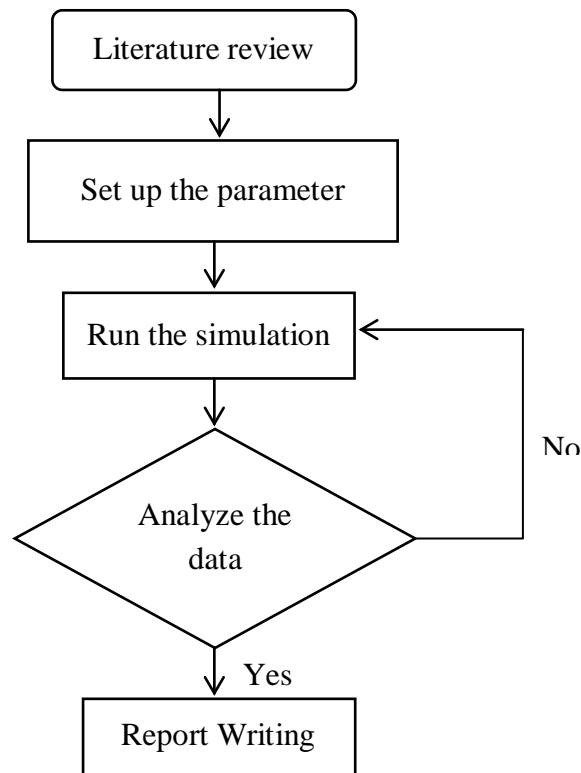 Literature review
Set up the parameter
Run the simulation
No
Analyze the
data
Yes
Report Writing